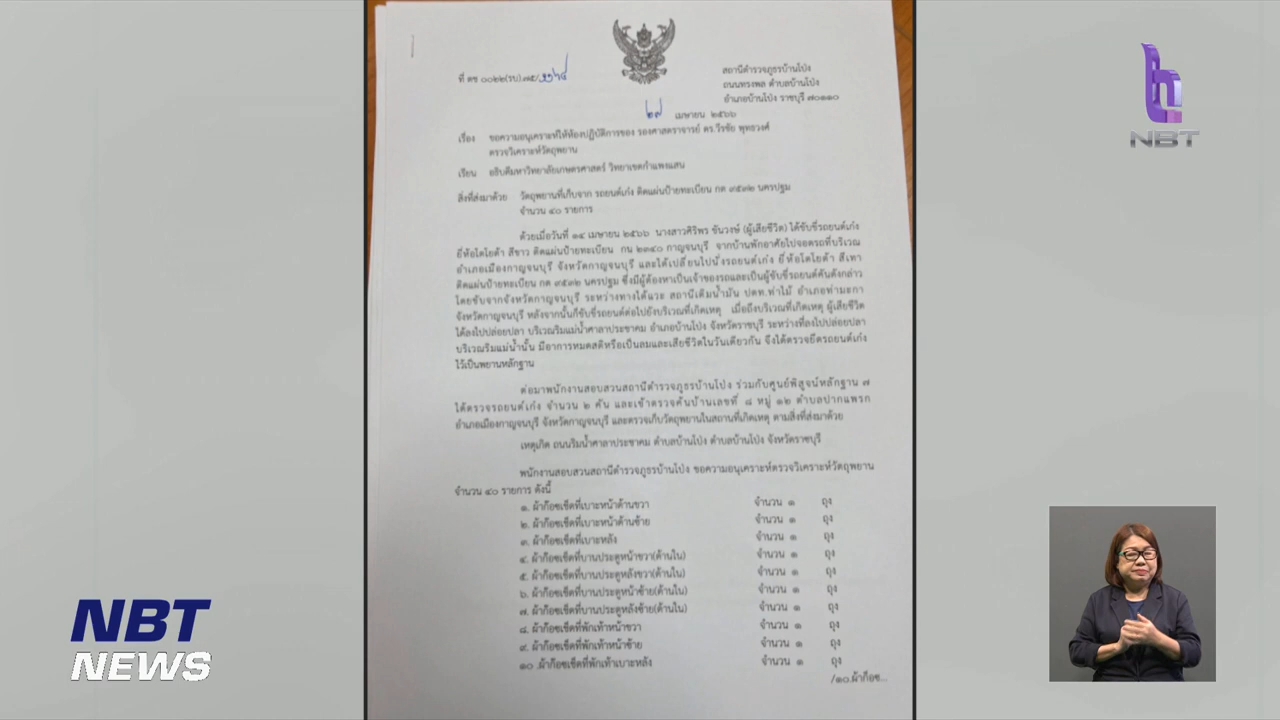 ที่ ตช ๐๐๒๒(รบ).๗๕/
สถานีตำรวจภูธรบ้านโป่ง
ถนนทรงพล ตำบลบ้านโป่ง
อำเภอบ้านโป่ง ราชบุรี ๗๐๑๑๐
๒๗ เมษายน ๒๕๖๖
เรื่อง ขอความอนุเคราะห์ให้ห้องปฏิบัติการของ รองศาสตราจารย์ ดร.วีรชัย พุทธวงศ์
ตรวจวิเคราะห์วัตถุพยาน
เรียน อธิบดีมหาวิทยาลัยเกษตรศาสตร์ วิทยาเขตกำแพงแสน
สิ่งที่ส่งมาด้วย วัตถุพยานที่เก็บจาก รถยนต์เก๋ง ติดแผ่นป้ายทะเบียน กต ๙๕๓๒ นครปฐม
จำนวน ๔๐ รายการ
ด้วยเมื่อวันที่ ๑๔ เมษายน ๒๕๖๖ นางสาวศิริพร ขันวงษ์ (ผู้เสียชีวิต) ได้ขับขี่รถยนต์เก๋ง
ยี่ห้อโตโยต้า สีขาว ติดแผ่นป้ายทะเบียน กน ๒๓๔๐ กาญจนบุรี จากบ้านพักอาศัยไปจอดรถที่บริเวณ
อำเภอเมืองกาญจนบุรี จังหวัดกาญจนบุรี และได้เปลี่ยนไปนั่งรถยนต์เก๋ง ยี่ห้อโตโยต้า สีเทา
ติดแผ่นป้ายทะเบียน กต ๙๕๓๒ นครปฐม ซึ่งมีผู้ต้องหาเป็นเจ้าของรถและเป็นผู้ขับขี่รถยนต์คันดังกล่าว
โดยขับจากจังหวัดกาญจนบุรี ระหว่างทางได้แวะ สถานีเติมน้ำมัน ปตท.ท่าไม้ อำเภอท่ามะกา
จังหวัดกาญจนบุรี หลังจากนั้นก็ขับขี่รถยนต์ต่อไปยังบริเวณที่เกิดเหตุ เมื่อถึงบริเวณที่เกิดเหตุ ผู้เสียชีวิต
ได้ลงไปปล่อยปลา บริเวณริมแม่น้ำศาลาประชาคม อำเภอบ้านโป่ง จังหวัดราชบุรี ระหว่างที่ลงไปปล่อยปลา
บริเวณริมแม่น้ำนั้น มีอาการหมดสติหรือเป็นลมและเสียชีวิตในวันเดียวกัน จึงได้ตรวจยึดรถยนต์เก๋ง
ไว้เป็นพยานหลักฐาน
ต่อมาพนักงานสอบสวนสถานีตำรวจภูธรบ้านโป่ง ร่วมกับศูนย์พิสูจน์หลักฐาน ๗
ได้ตรวจรถยนต์เก๋ง จำนวน ๒ คัน และเข้าตรวจค้นบ้านเลขที่ ๘ หมู่ ๑๒ ตำบลปากแพรก
อำเภอเมืองกาญจนบุรี จังหวัดกาญจนบุรี และตรวจเก็บวัตถุพยานในสถานที่เกิดเหตุ ตามสิ่งที่ส่งมาด้วย
เหตุเกิด ถนนริมน้ำศาลาประชาคม ตำบลบ้านโป่ง ตำบลบ้านโป่ง จังหวัดราชบุรี
พนักงานสอบสวนสถานีตำรวจภูธรบ้านโป่ง ขอความอนุเคราะห์ตรวจวิเคราะห์วัตถุพยาน
จำนวน ๔๐ รายการ ดังนี้
๑. ผ้าก๊อซเช็ดที่เบาะหน้าด้านขวา จำนวน ๑ ถุง
๒. ผ้าก๊อซเช็ดที่เบาะหน้าด้านซ้าย จำนวน ๑ ถุง
๓. ผ้าก๊อซเช็ดที่เบาะหลัง จำนวน ๑ ถุง
๔. ผ้าก๊อซเช็ดที่บานประตูหน้าขวา(ด้านใน) จำนวน ๑ ถุง
๕. ผ้าก๊อซเช็ดที่บานประตูหลังขวา(ด้านใน) จำนวน ๑ ถุง
๖. ผ้าก๊อซเช็ดที่บานประตูหน้าซ้าย(ด้านใน) จำนวน ๑ ถุง
๗. ผ้าก๊อซเช็ดที่บานประตูหลังซ้าย(ด้านใน) จำนวน ๑ ถุง
๘. ผ้าก๊อซเช็ดที่พักเท้าหน้าขวา จำนวน ๑ ถุง
๙. ผ้าก๊อซเช็ดที่พักเท้าหน้าซ้าย จำนวน ๑ ถุง
๑๐ .ผ้าก๊อซเช็ดที่พักเท้าเบาะหลัง จำนวน ๑ ถุง
/๑๐.ผ้าก๊อซ...
NBT
NBT
NEWS